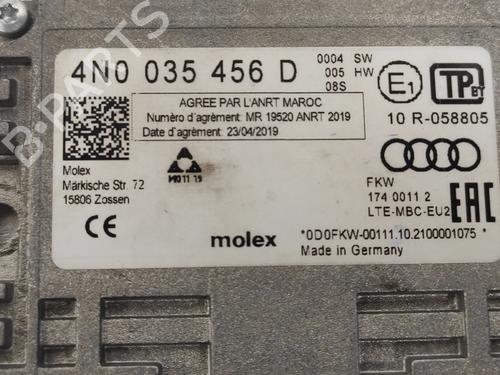 4N0 035 456 D
0004 SW
005 HW
08S
E1
TP
BY
10 R-058805
AGREE PAR L'ANRT MAROC
Numéro d'agrément: MR 19520 ANRT 2019
Date d'agrément: 23/04/2019
Molex
Märkische Str. 72
15806 Zossen
FKW
174 0011 2
LTE-MBC-EU2
EAC
CE
molex
*0D0FKW-00111.10.2100001075 *
Made in Germany
B-PARTS